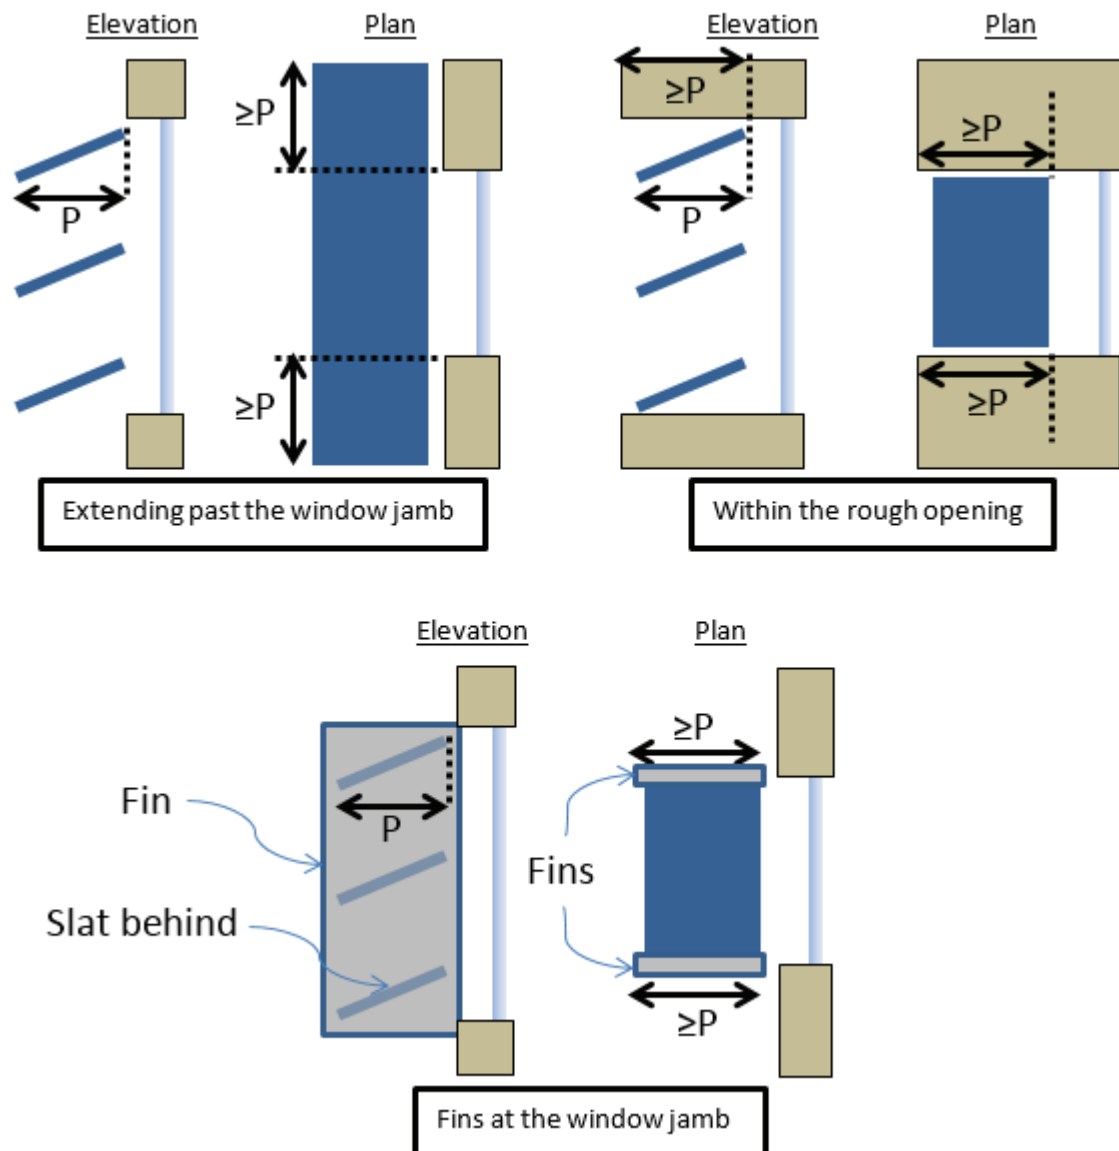 Elevation
Plan
Elevation
Plan
≥P
≥P
≥P
P
P
≥P
≥P
Extending past the window jamb
Within the rough opening
Elevation
Plan
≥P
Fin
P
Fins
Slat behind
≥P
Fins at the window jamb